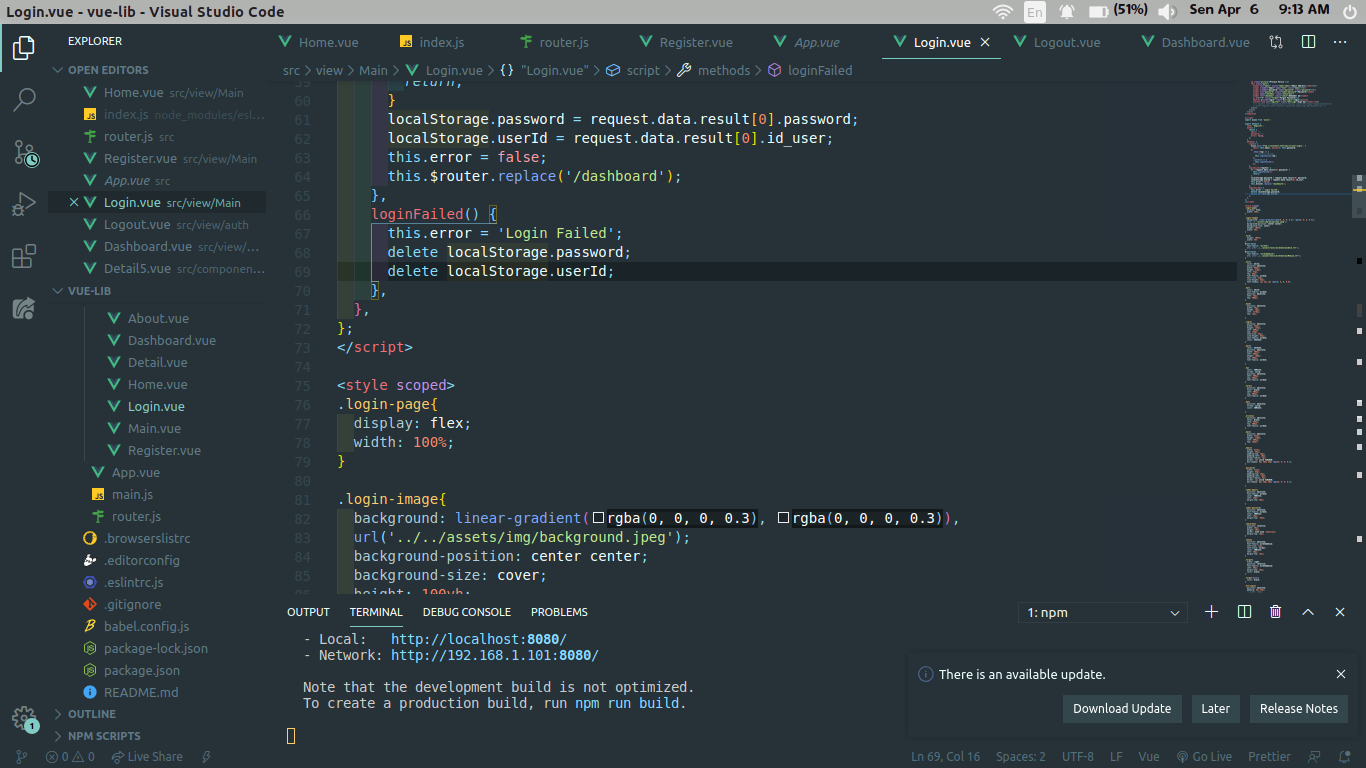 Login.vue - vue-lib - Visual Studio Code
En (51%) Sen Apr 6 9:13 AM
EXPLORER
OPEN EDITORS
Home.vue src/view/Main
index.js node_modules/esl...
router.js src
Register.vue src/view/Main
App.vue src
Login.vue src/view/Main
Logout.vue src/view/auth
Dashboard.vue src/view/...
Detail5.vue src/componen...
VUE-LIB
About.vue
Dashboard.vue
Detail.vue
Home.vue
Login.vue
Main.vue
Register.vue
App.vue
main.js
router.js
.browserslistrc
.editorconfig
.eslintrc.js
.gitignore
babel.config.js
package-lock.json
package.json
README.md
OUTLINE
NPM SCRIPTS
1
Home.vue index.js router.js Register.vue App.vue Login.vue Logout.vue Dashboard.vue
src > view > Main > Login.vue > {} "Login.vue" > script > methods > loginFailed
59 return;
60 }
61 localStorage.password = request.data.result[0].password;
62 localStorage.userId = request.data.result[0].id_user;
63 this.error = false;
64 this.$router.replace('/dashboard');
65 },
66 loginFailed() {
67 this.error = 'Login Failed';
68 delete localStorage.password;
69 delete localStorage.userId;
70 },
71 },
72 };
73 </script>
74
75 <style scoped>
76 .login-page{
77 display: flex;
78 width: 100%;
79 }
80
81 .login-image{
82 background: linear-gradient(rgba(0, 0, 0, 0.3), rgba(0, 0, 0, 0.3)),
83 url('../../assets/img/background.jpeg');
84 background-position: center center;
85 background-size: cover;
86 height: 100vh;
OUTPUT TERMINAL DEBUG CONSOLE PROBLEMS 1: npm
- Local: http://localhost:8080/
- Network: http://192.168.1.101:8080/
Note that the development build is not optimized.
To create a production build, run npm run build.
There is an available update.
Download Update Later Release Notes
0 0 Live Share
Ln 69, Col 16 Spaces: 2 UTF-8 LF Vue Go Live Prettier